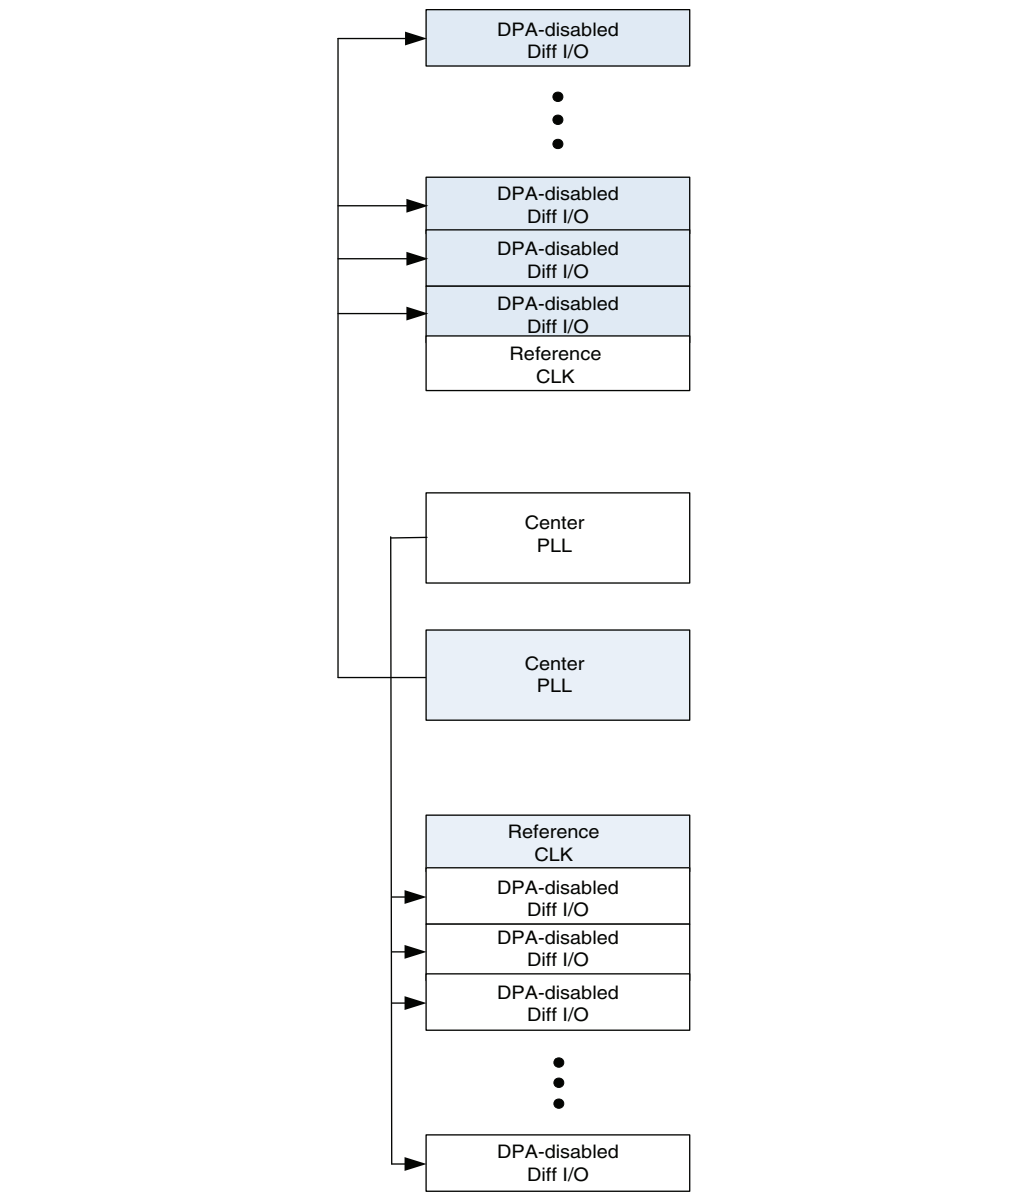 DPA-disabled
Diff I/O
DPA-disabled
Diff I/O
DPA-disabled
Diff I/O
DPA-disabled
Diff I/O
Reference
CLK
Center
PLL
Center
PLL
Reference
CLK
DPA-disabled
Diff I/O
DPA-disabled
Diff I/O
DPA-disabled
Diff I/O
DPA-disabled
Diff I/O